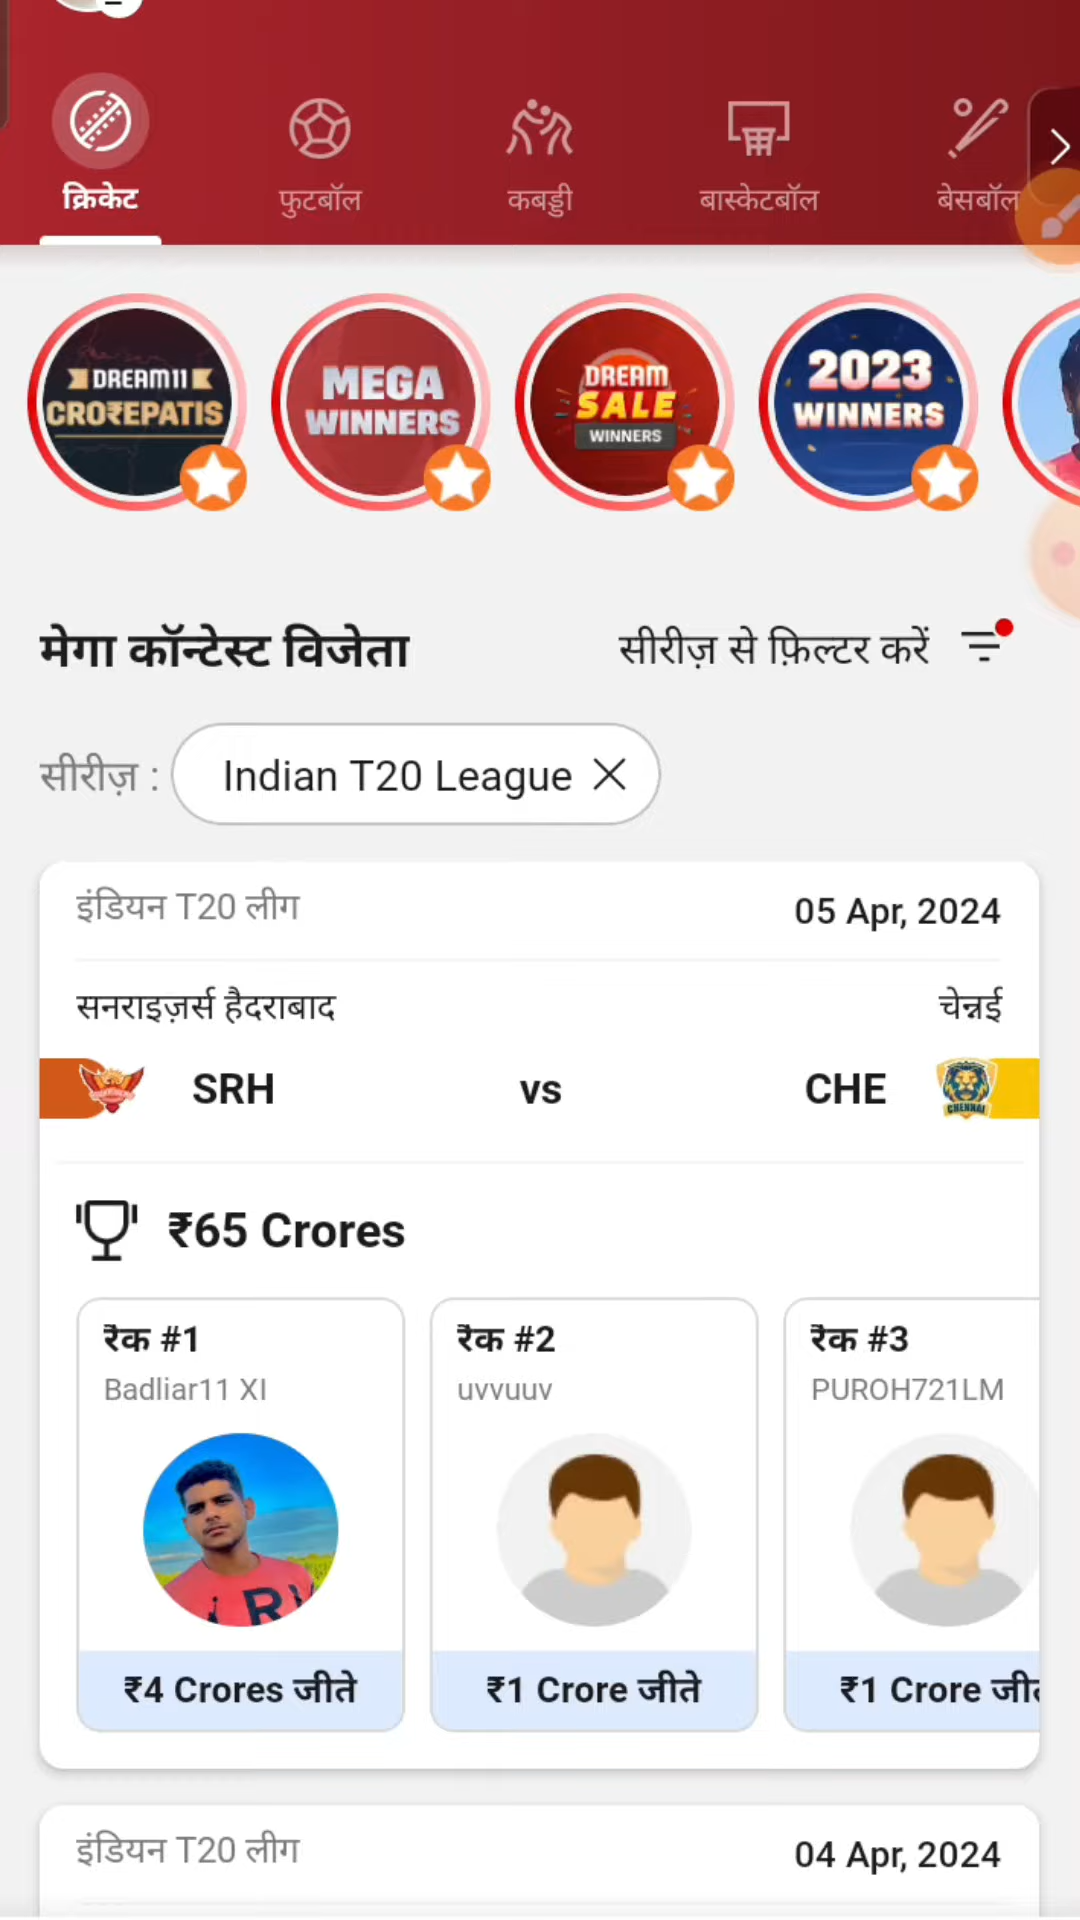 क्रिकेट फुटबॉल कबड्डी बास्केटबॉल बेसबॉल
DREAM11
CRO₹EPATIS
MEGA
WINNERS
DREAM
SALE
WINNERS
2023
WINNERS
मेगा कॉन्टेस्ट विजेता सीरीज़ से फ़िल्टर करें
सीरीज़ : Indian T20 League
इंडियन T20 लीग 05 Apr, 2024
सनराइज़र्स हैदराबाद चेन्नई
SRH vs CHE
CHENNAI
₹65 Crores
रैंक #1 रैंक #2 रैंक #3
Badliar11 XI uvvuuv PUROH721LM
₹4 Crores जीते ₹1 Crore जीते ₹1 Crore
इंडियन T20 लीग 04 Apr, 2024